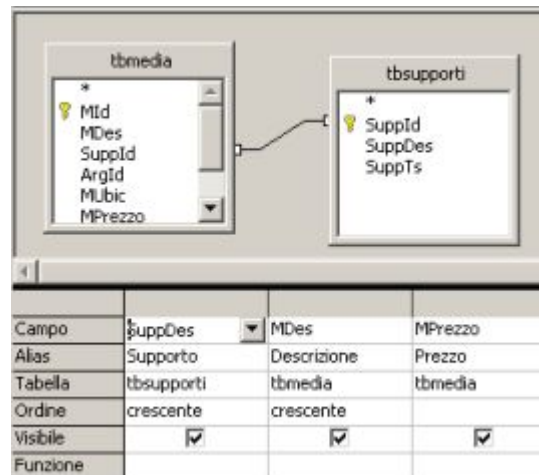 tbmedia
*
MId
MDes
SuppId
ArgId
MUbic
MPrezzo
tbsupporti
*
SuppId
SuppDes
SuppTs
Campo SuppDes MDes MPrezzo
Alias Supporto Descrizione Prezzo
Tabella tbsupporti tbmedia tbmedia
Ordine crescente crescente
Visibile
Funzione